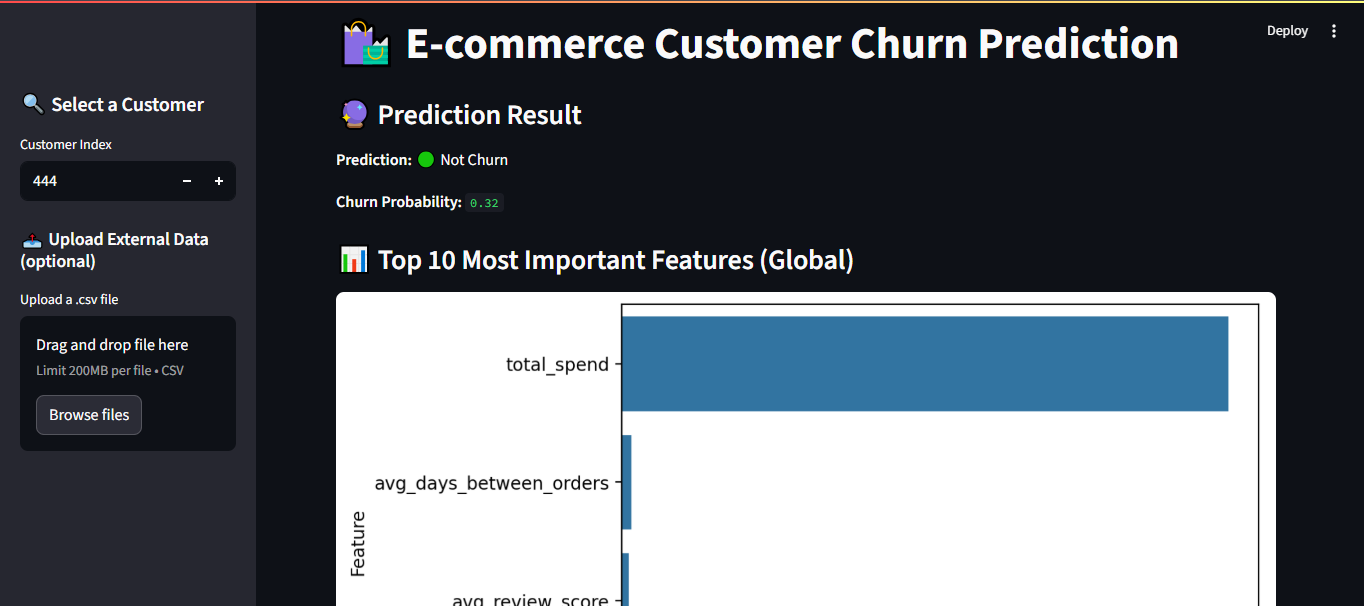 Deploy
E-commerce Customer Churn Prediction
Select a Customer
Customer Index
444
Upload External Data
(optional)
Upload a .csv file
Drag and drop file here
Limit 200MB per file • CSV
Browse files
Prediction Result
Prediction: Not Churn
Churn Probability: 0.32
Top 10 Most Important Features (Global)
total_spend
avg_days_between_orders
avg_review_score
Feature